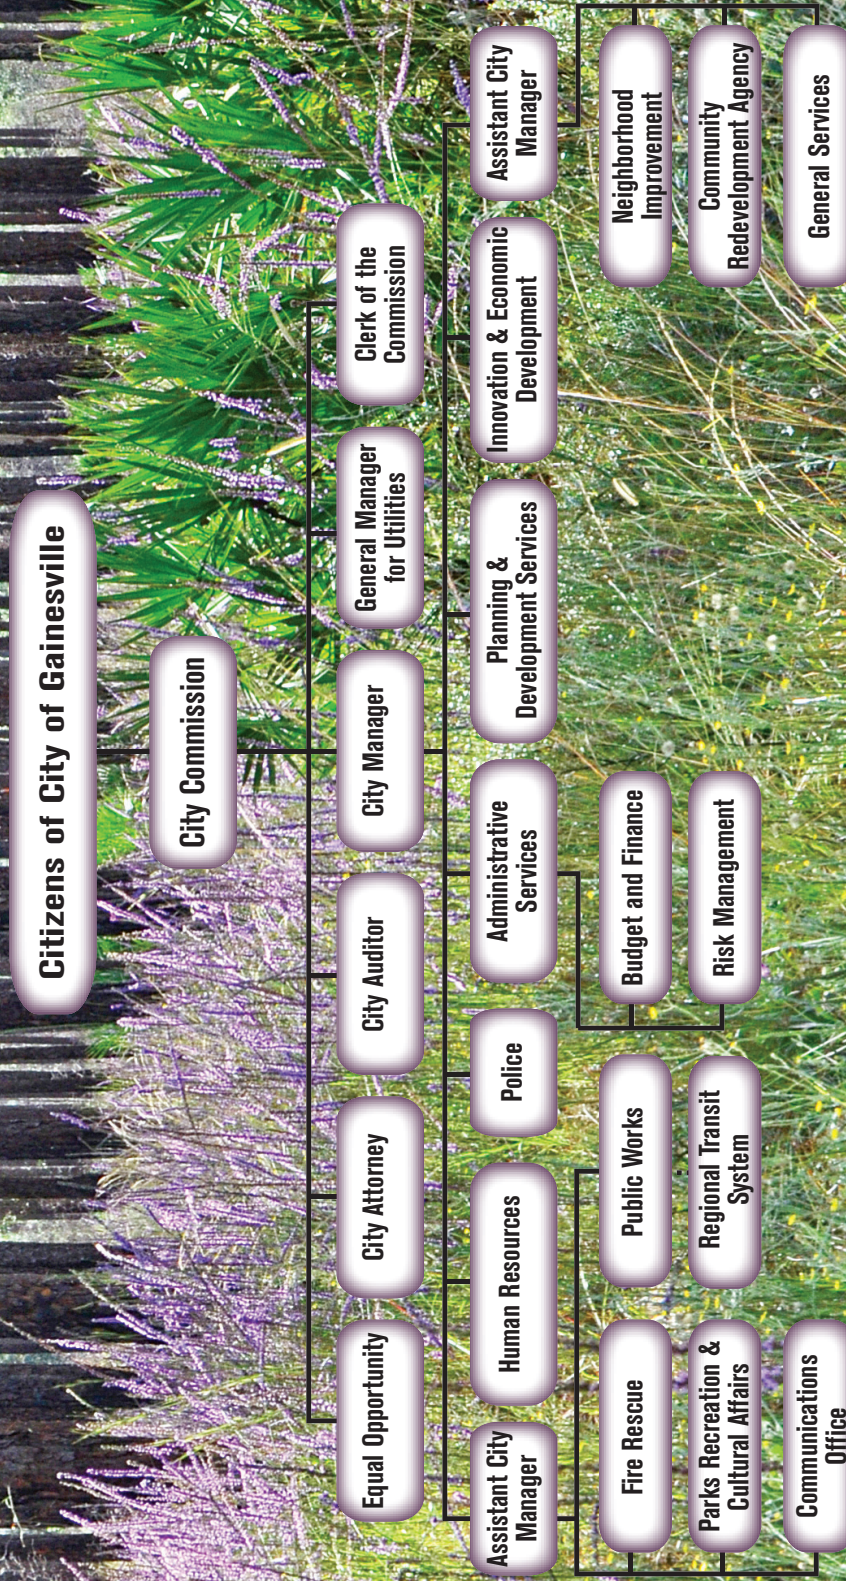 Citizens of City of Gainesville
City Commission
Equal Opportunity
City Attorney
City Auditor
City Manager
General Manager
for Utilities
Clerk of the
Commission
Assistant City
Manager
Human Resources
Police
Administrative
Services
Planning &
Development Services
Innovation & Economic
Development
Assistant City
Manager
Fire Rescue
Public Works
Budget and Finance
Neighborhood
Improvement
Parks Recreation &
Cultural Affairs
Regional Transit
System
Risk Management
Community
Redevelopment Agency
Communications
Office
General Services